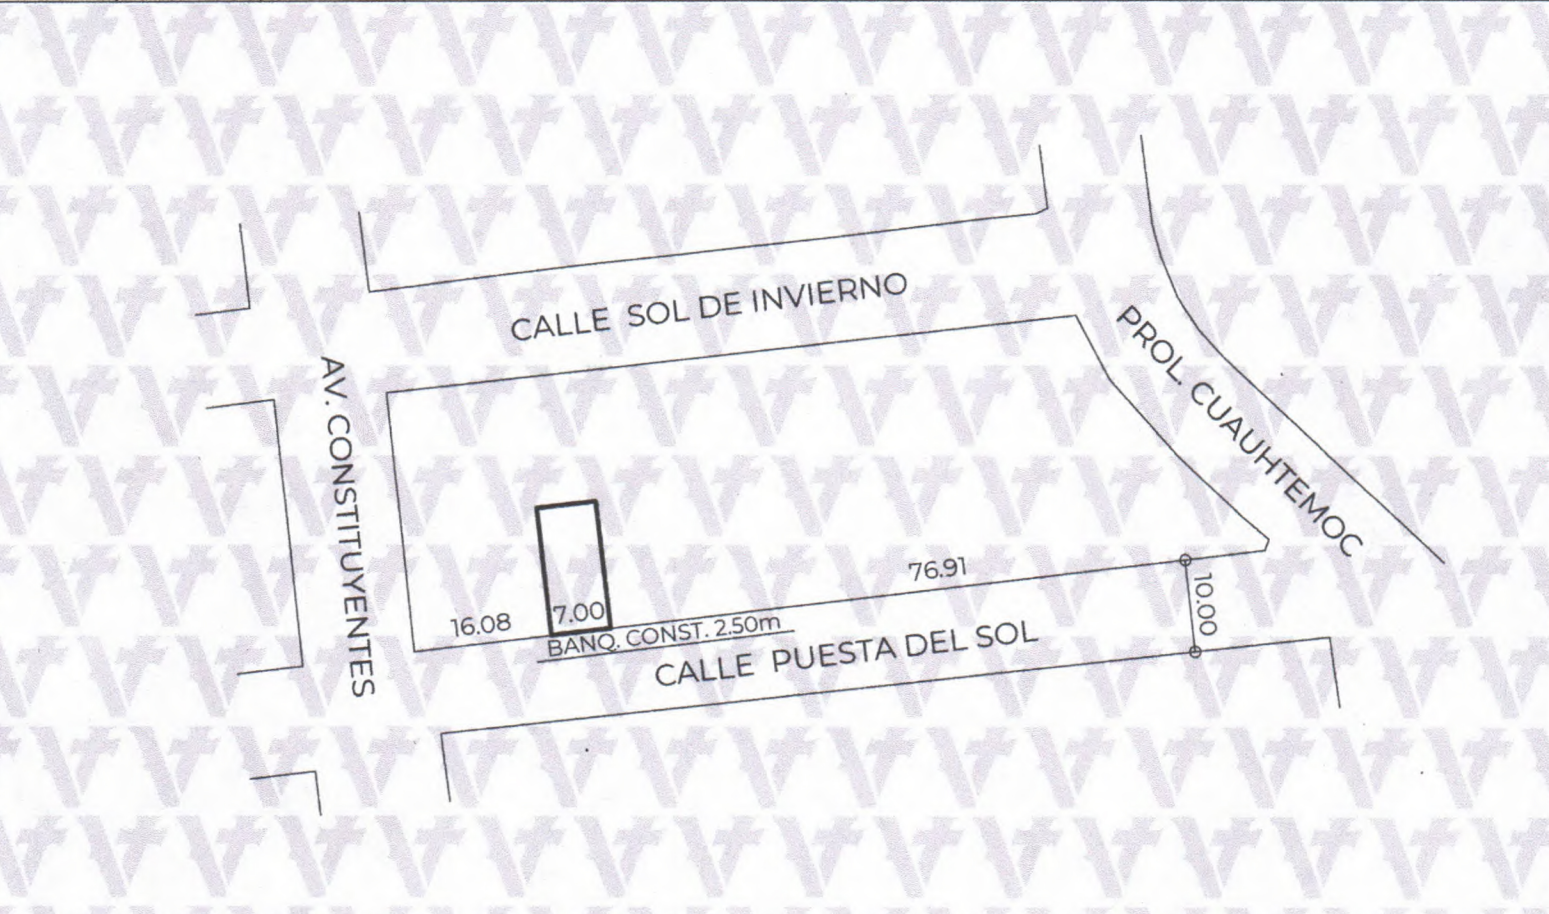 CALLE SOL DE INVIERNO
PROL. CUAUHTEMOC
AV. CONSTITUYENTES
76.91
10.00
16.08
7.00
BANQ. CONST. 2.50m
CALLE PUESTA DEL SOL